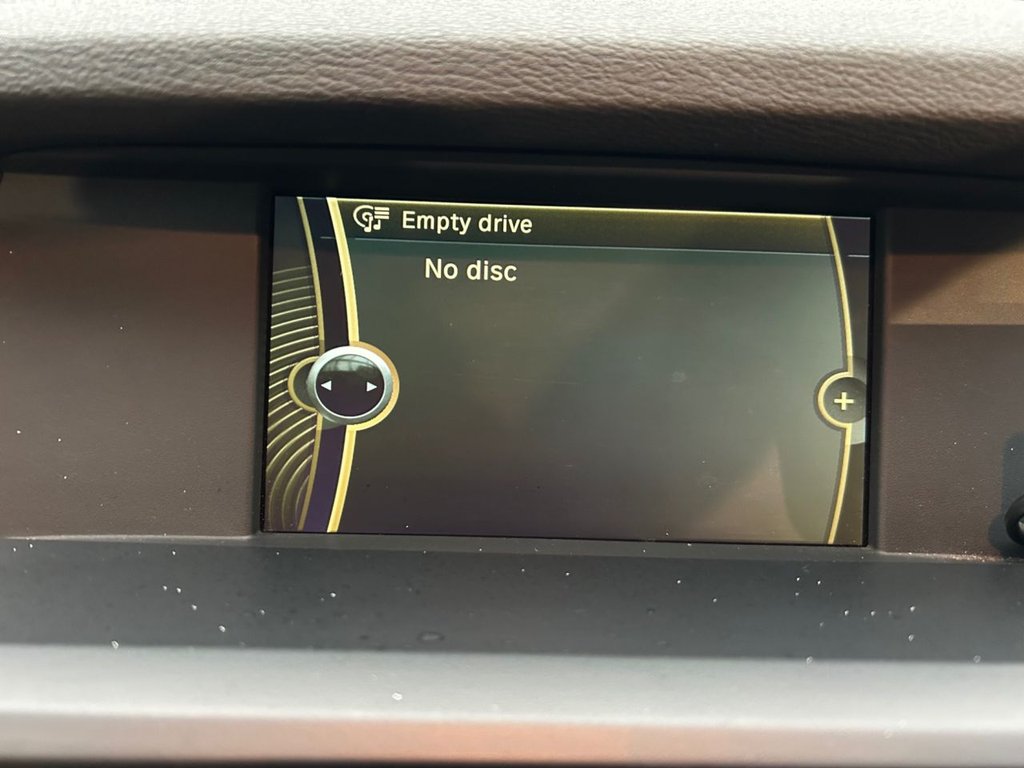 Empty drive
No disc